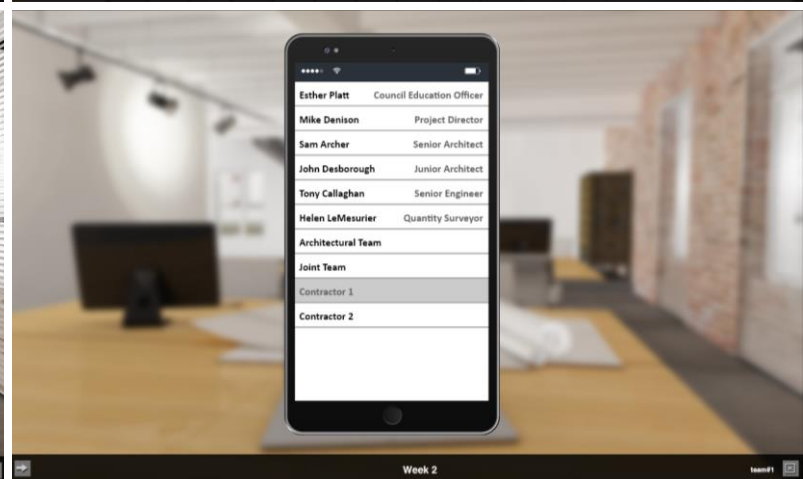 Esther Platt Council Education Officer
Mike Denison Project Director
Sam Archer Senior Architect
John Desborough Junior Architect
Tony Callaghan Senior Engineer
Helen LeMesurier Quantity Surveyor
Architectural Team
Joint Team
Contractor 1
Contractor 2
Week 2 team#1